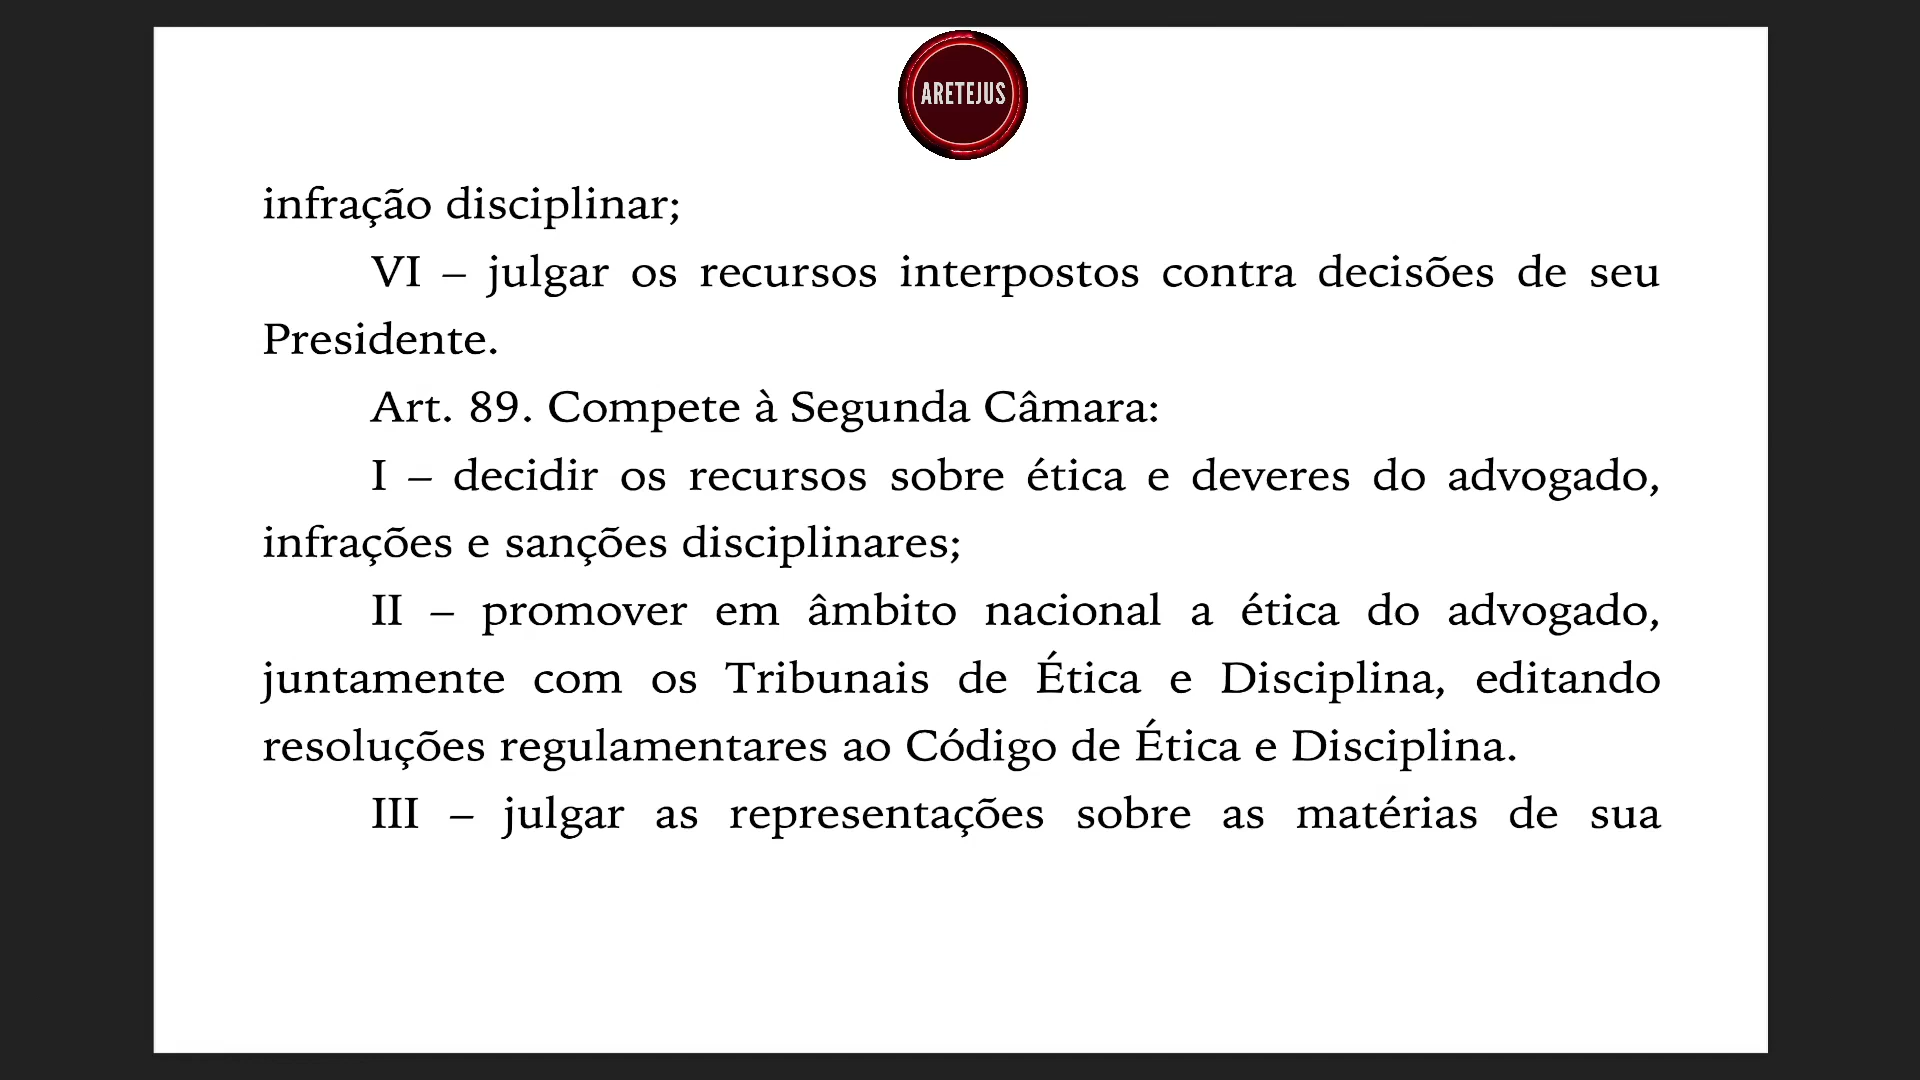 ARETEJUS
infração disciplinar;
VI – julgar os recursos interpostos contra decisões de seu
Presidente.
Art. 89. Compete à Segunda Câmara:
I – decidir os recursos sobre ética e deveres do advogado,
infrações e sanções disciplinares;
II – promover em âmbito nacional a ética do advogado,
juntamente com os Tribunais de Ética e Disciplina, editando
resoluções regulamentares ao Código de Ética e Disciplina.
III – julgar as representações sobre as matérias de sua